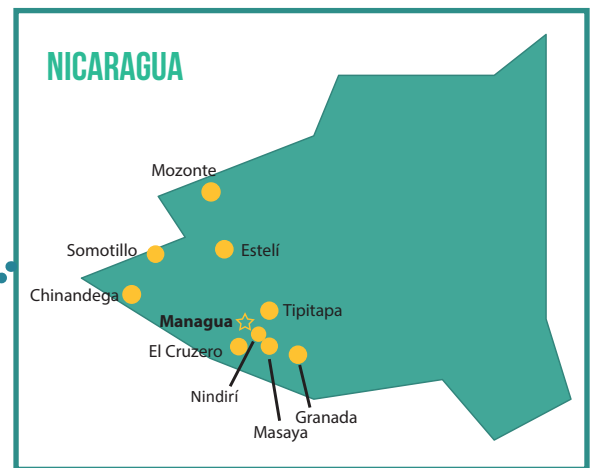 NICARAGUA
Mozonte
Somotillo
Estelí
Chinandega
Tipitapa
Managua
El Cruzero
Nindirí
Granada
Masaya